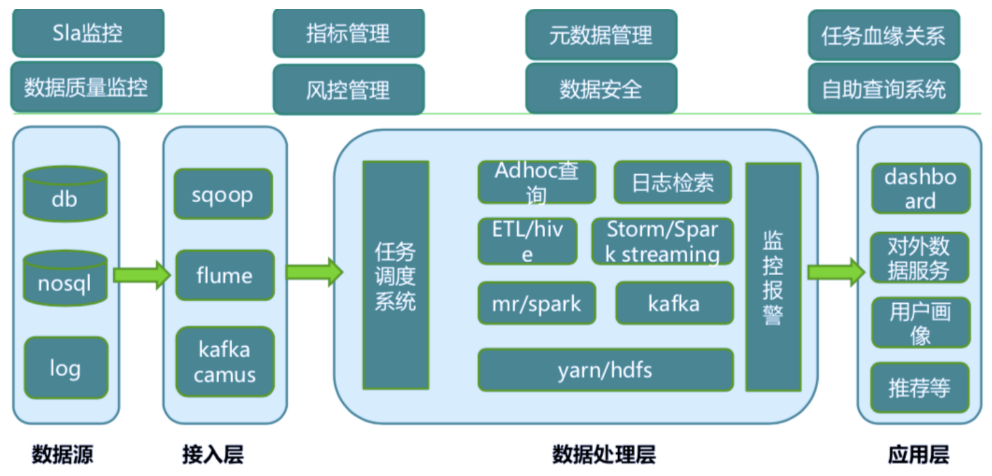 Sla监控
指标管理
元数据管理
任务血缘关系
数据质量监控
风控管理
数据安全
自助查询系统
db
nosql
log
sqoop
flume
kafka
camus
任务
调度
系统
Adhoc查
询
日志检索
ETL/hiv
e
Storm/Spar
k streaming
mr/spark
kafka
yarn/hdfs
监
控
报
警
dashbo
ard
对外数
据服务
用户画
像
推荐等
数据源
接入层
数据处理层
应用层